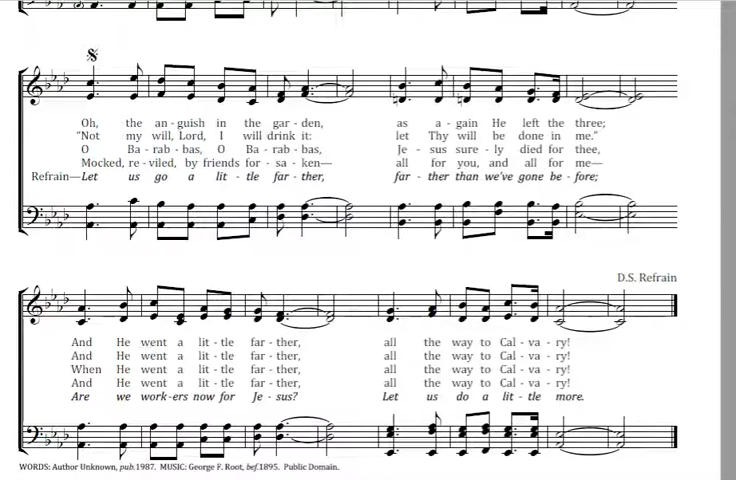 Oh, the an - guish in the gar - den, as a - gain He left the three;
"Not my will, Lord, I will drink it: let Thy will be done in me."
O Ba - rab - bas, O Ba - rab - bas, Je - sus sure - ly died for thee,
Mocked, re - viled, by friends for - sa - ken— all for you, and all for me—
Refrain—Let us go a lit - tle far - ther, far - ther than we've gone be - fore;
D.S. Refrain
And He went a lit - tle far - ther, all the way to Cal - va - ry!
And He went a lit - tle far - ther, all the way to Cal - va - ry!
When He went a lit - tle far - ther, all the way to Cal - va - ry!
And He went a lit - tle far - ther, all the way to Cal - va - ry!
Are we work-ers now for Je - sus? Let us do a lit - tle more.
WORDS: Author Unknown, pub.1987. MUSIC: George F. Root, bef.1895. Public Domain.